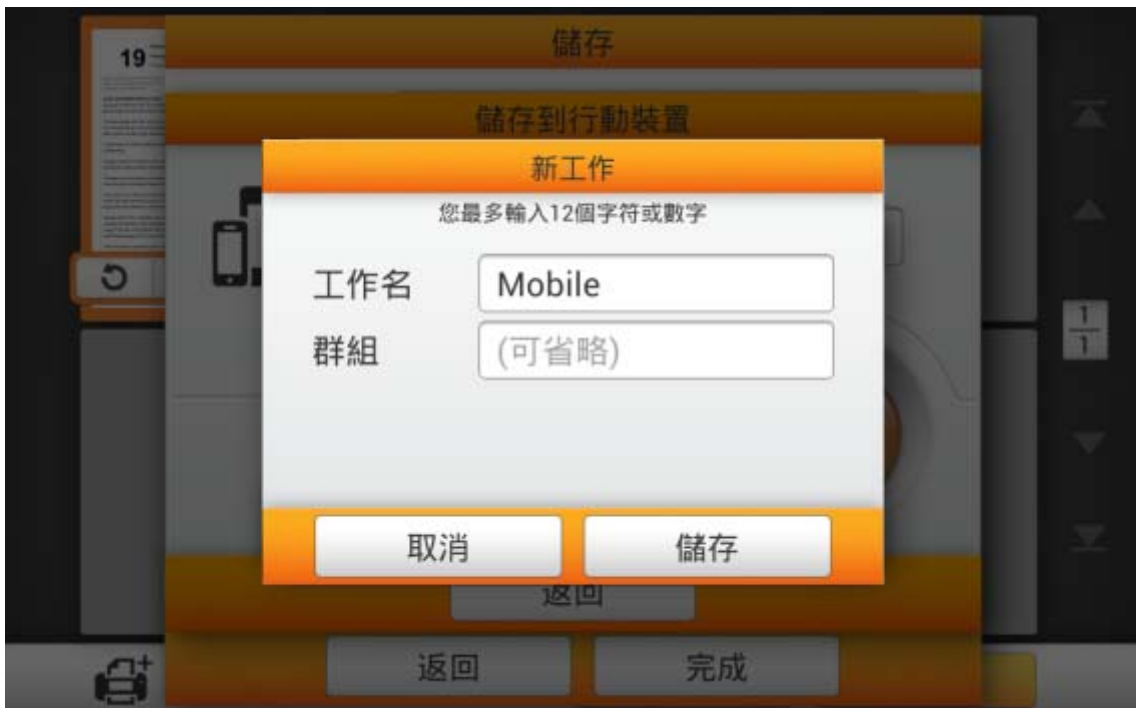 19
儲存
儲存到行動裝置
新工作
您最多輸入12個字符或數字
工作名 Mobile
群組 (可省略)
取消 儲存
返回
返回 完成
1
1